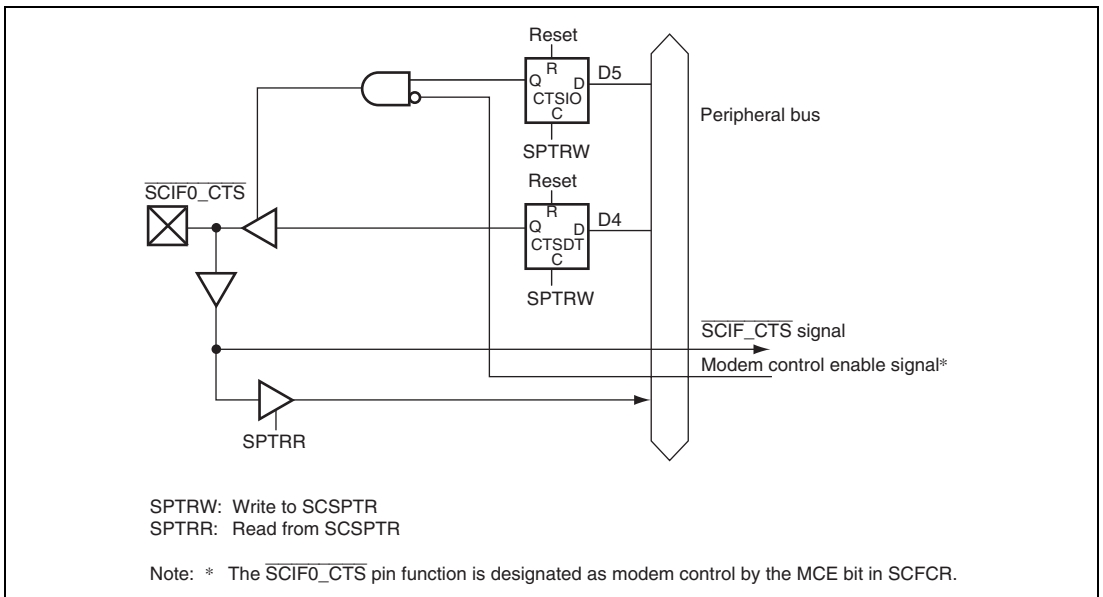 Reset
R
Q
D
D5
CTSIO
C
SPTRW
Peripheral bus
Reset
SCIF0_CTS
R
Q
D
D4
CTSDT
C
SPTRW
SCIF_CTS signal
Modem control enable signal*
SPTRR
SPTRW: Write to SCSPTR
SPTRR: Read from SCSPTR
Note: * The SCIF0_CTS pin function is designated as modem control by the MCE bit in SCFCR.